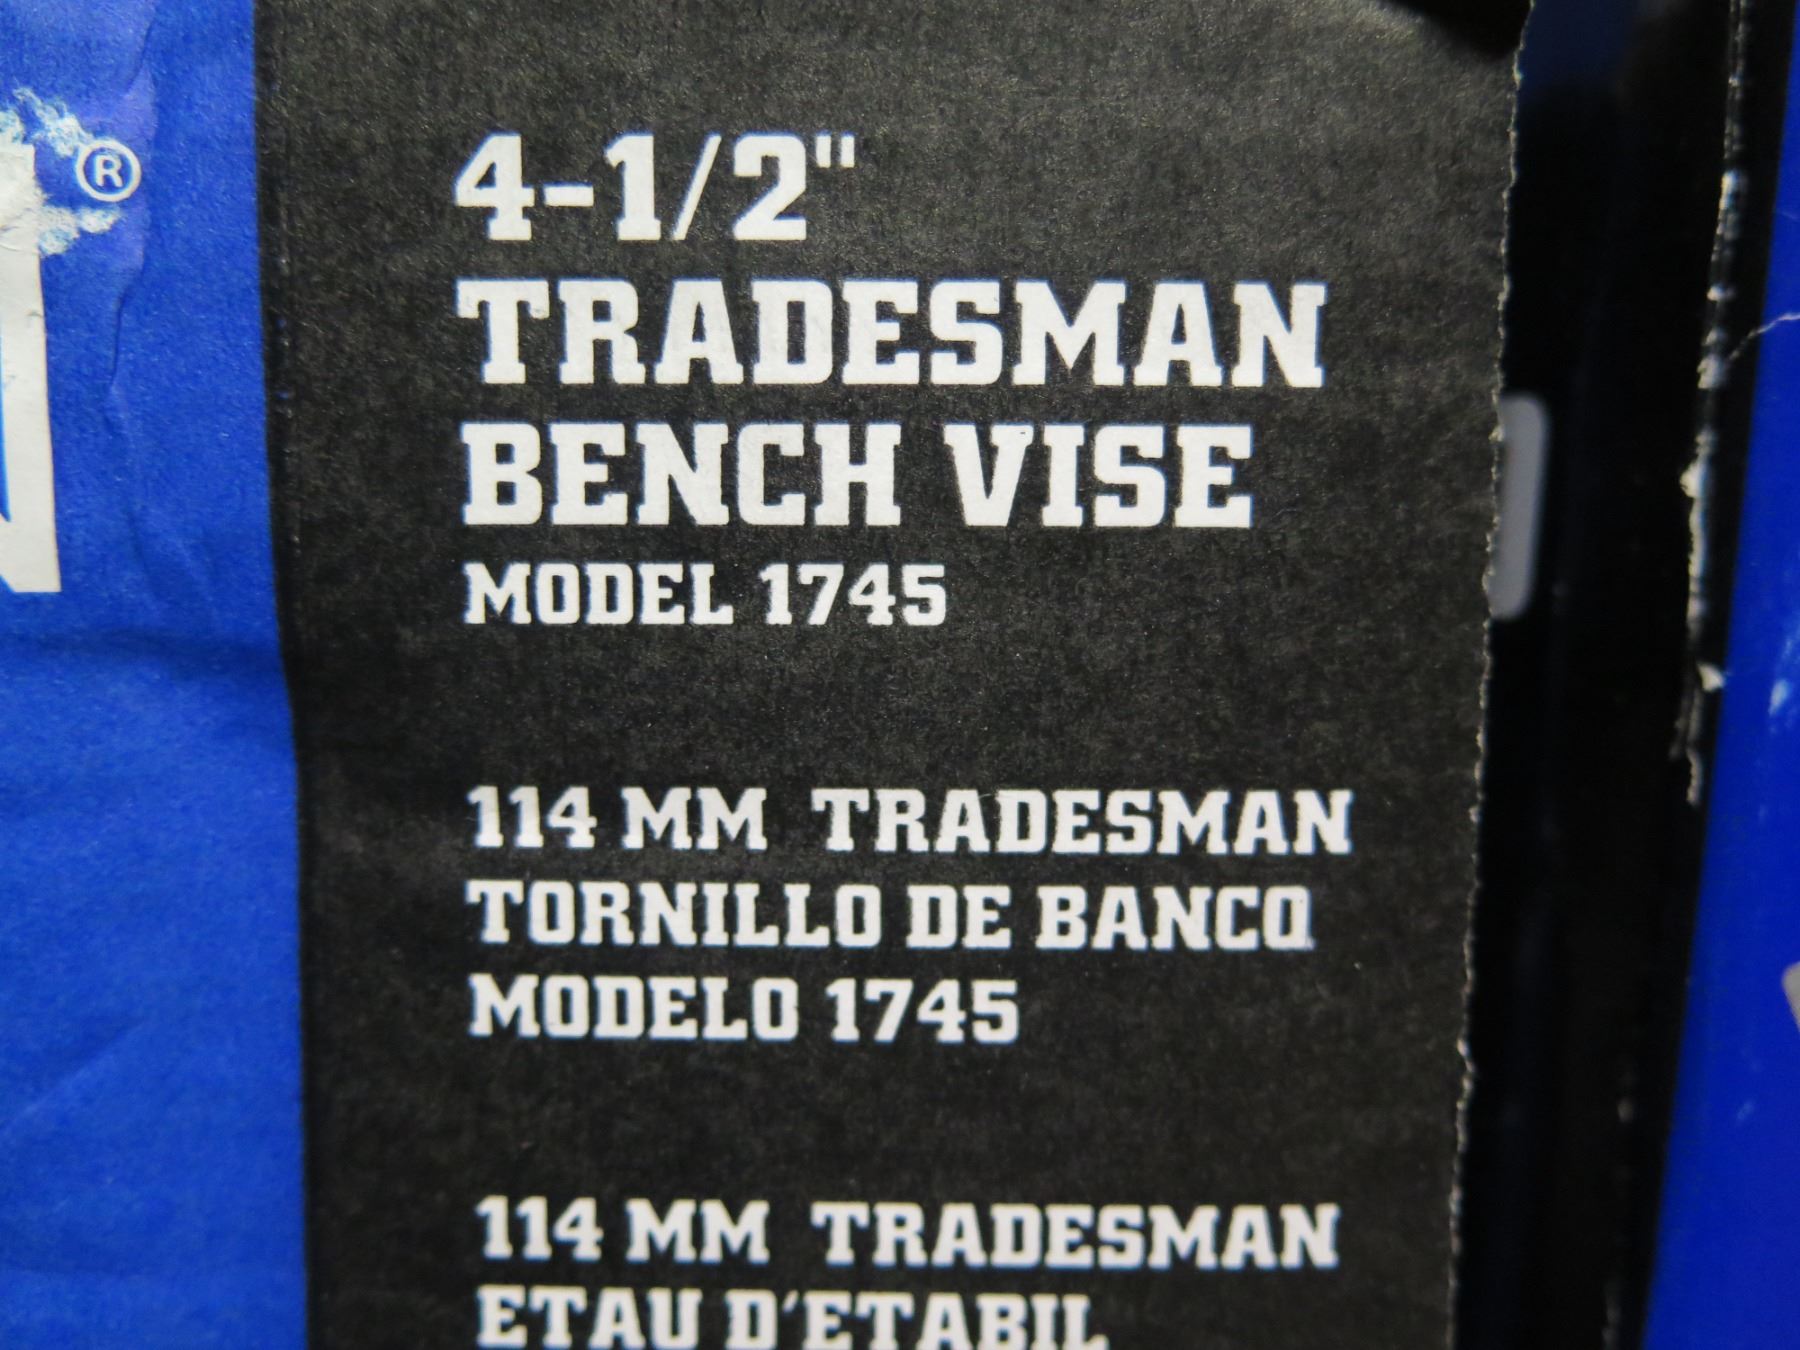 ®
4-1/2"
TRADESMAN
BENCH VISE
MODEL 1745
114 MM TRADESMAN
TORNILLO DE BANCO
MODELO 1745
114 MM TRADESMAN
ETAU D'ETABIL